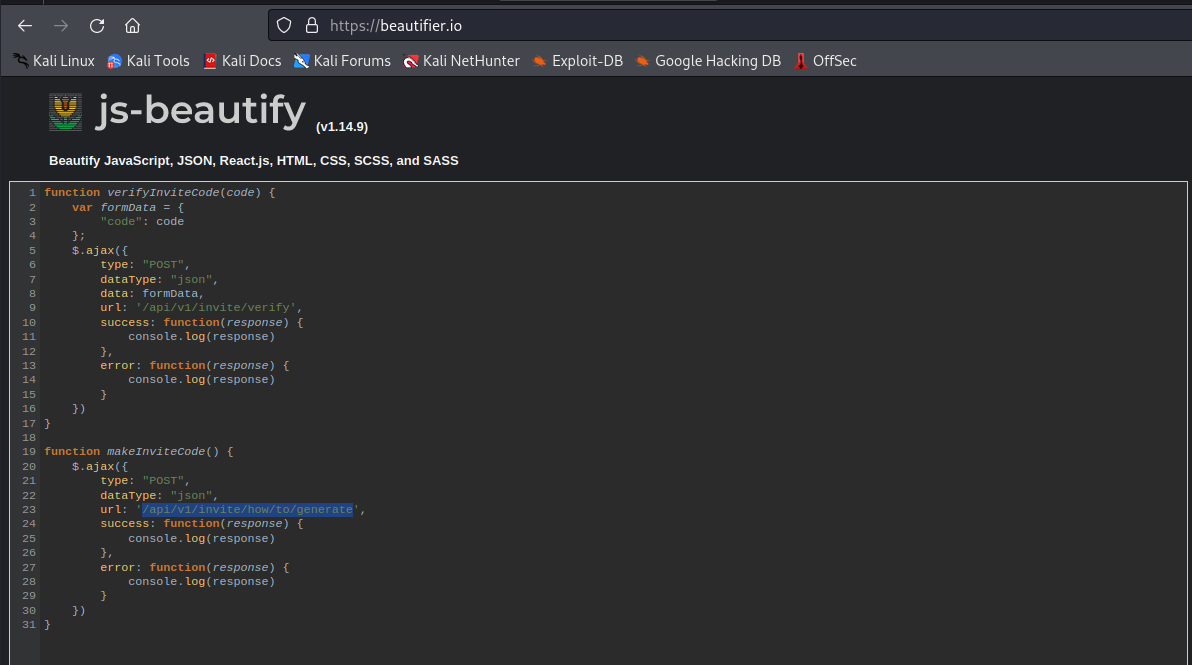 https://beautifier.io
Kali Linux Kali Tools Kali Docs Kali Forums Kali NetHunter Exploit-DB Google Hacking DB OffSec
js-beautify (v1.14.9)
Beautify JavaScript, JSON, React.js, HTML, CSS, SCSS, and SASS
1 function verifyInviteCode(code) {
2     var formData = {
3         "code": code
4     };
5     $.ajax({
6         type: "POST",
7         dataType: "json",
8         data: formData,
9         url: '/api/v1/invite/verify',
10         success: function(response) {
11             console.log(response)
12         },
13         error: function(response) {
14             console.log(response)
15         }
16     })
17 }
18
19 function makeInviteCode() {
20     $.ajax({
21         type: "POST",
22         dataType: "json",
23         url: '/api/v1/invite/how/to/generate',
24         success: function(response) {
25             console.log(response)
26         },
27         error: function(response) {
28             console.log(response)
29         }
30     })
31 }